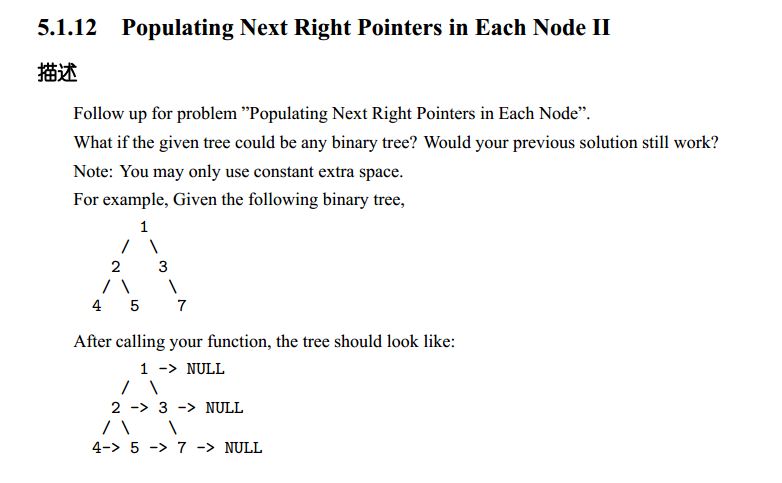 5.1.12 Populating Next Right Pointers in Each Node II
描述
Follow up for problem ”Populating Next Right Pointers in Each Node”.
What if the given tree could be any binary tree? Would your previous solution still work?
Note: You may only use constant extra space.
For example, Given the following binary tree,
1
/ \
2 3
/ \ \
4 5 7
After calling your function, the tree should look like:
1 -> NULL
/ \
2 -> 3 -> NULL
/ \ \
4-> 5 -> 7 -> NULL